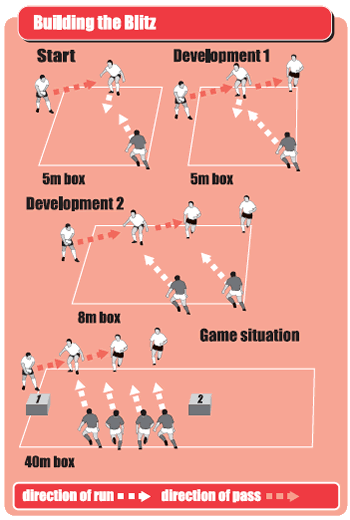 Building the Blitz
Start
Development 1
5m box
5m box
Development 2
8m box
Game situation
1
2
40m box
direction of run
direction of pass